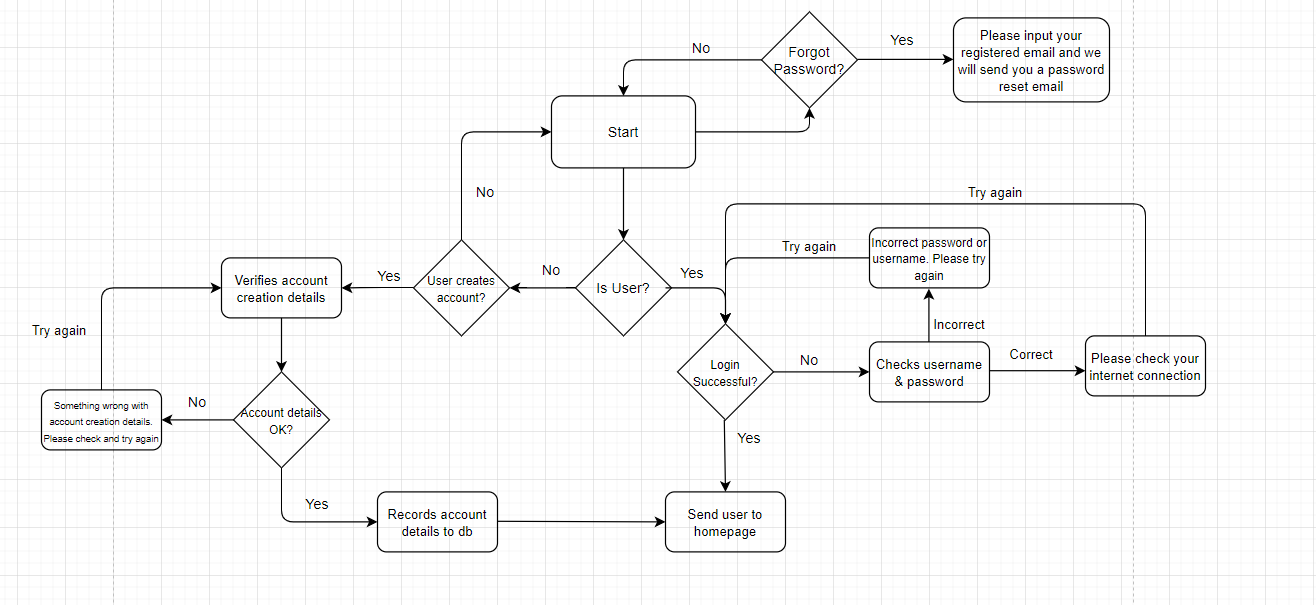 No
Forgot
Password?
Yes
Please input your
registered email and we
will send you a password
reset email
Start
No
Try again
Try again
Incorrect password or
username. Please try
again
Verifies account
creation details
Yes
User creates
account?
No
Is User?
Yes
Try again
Incorrect
Login
Successful?
No
Checks username
& password
Correct
Please check your
internet connection
Something wrong with
account creation details.
Please check and try again
No
Account details
OK?
Yes
Yes
Records account
details to db
Send user to
homepage